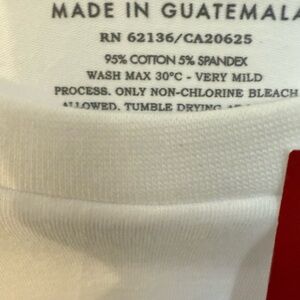 MADE IN GUATEMALA
RN 62136/CA20625
95% COTTON 5% SPANDEX
WASH MAX 30°C - VERY MILD
PROCESS. ONLY NON-CHLORINE BLEACH
ALLOWED. TUMBLE DRYING